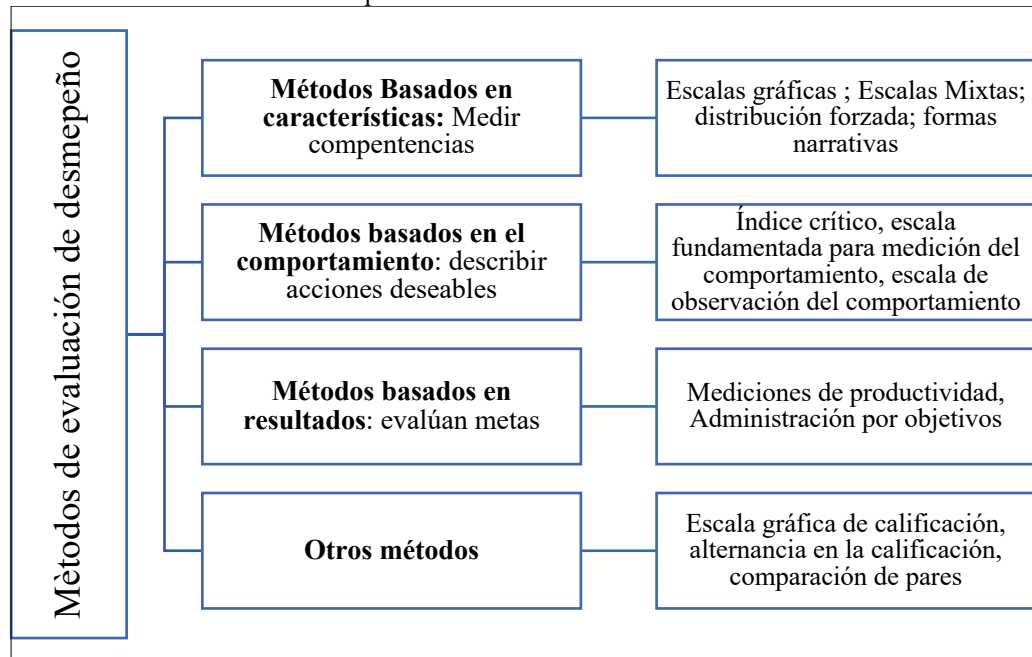 Mètodos de evaluación de desmepeño
Métodos Basados en
características: Medir
compentencias
Escalas gráficas ; Escalas Mixtas;
distribución forzada; formas
narrativas
Métodos basados en el
comportamiento: describir
acciones deseables
Índice crítico, escala
fundamentada para medición del
comportamiento, escala de
observación del comportamiento
Métodos basados en
resultados: evalúan metas
Mediciones de productividad,
Administración por objetivos
Otros métodos
Escala gráfica de calificación,
alternancia en la calificación,
comparación de pares